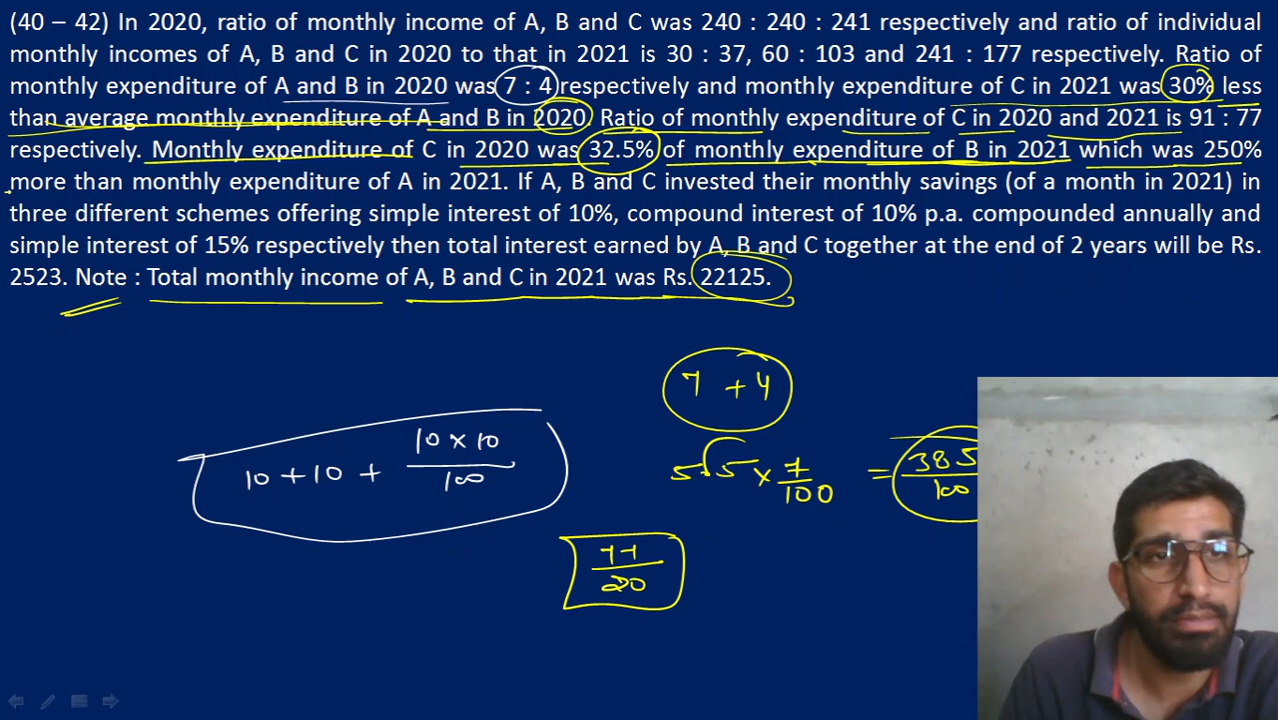 (40 – 42) In 2020, ratio of monthly income of A, B and C was 240 : 240 : 241 respectively and ratio of individual
monthly incomes of A, B and C in 2020 to that in 2021 is 30 : 37, 60 : 103 and 241 : 177 respectively. Ratio of
monthly expenditure of A and B in 2020 was 7 : 4 respectively and monthly expenditure of C in 2021 was 30% less
than average monthly expenditure of A and B in 2020. Ratio of monthly expenditure of C in 2020 and 2021 is 91 : 77
respectively. Monthly expenditure of C in 2020 was 32.5% of monthly expenditure of B in 2021 which was 250%
more than monthly expenditure of A in 2021. If A, B and C invested their monthly savings (of a month in 2021) in
three different schemes offering simple interest of 10%, compound interest of 10% p.a. compounded annually and
simple interest of 15% respectively then total interest earned by A, B and C together at the end of 2 years will be Rs.
2523. Note : Total monthly income of A, B and C in 2021 was Rs. 22125.
7 + 4
10 + 10 + 10 × 10 / 100
5.5 × 7/100 = 385/100
77/20